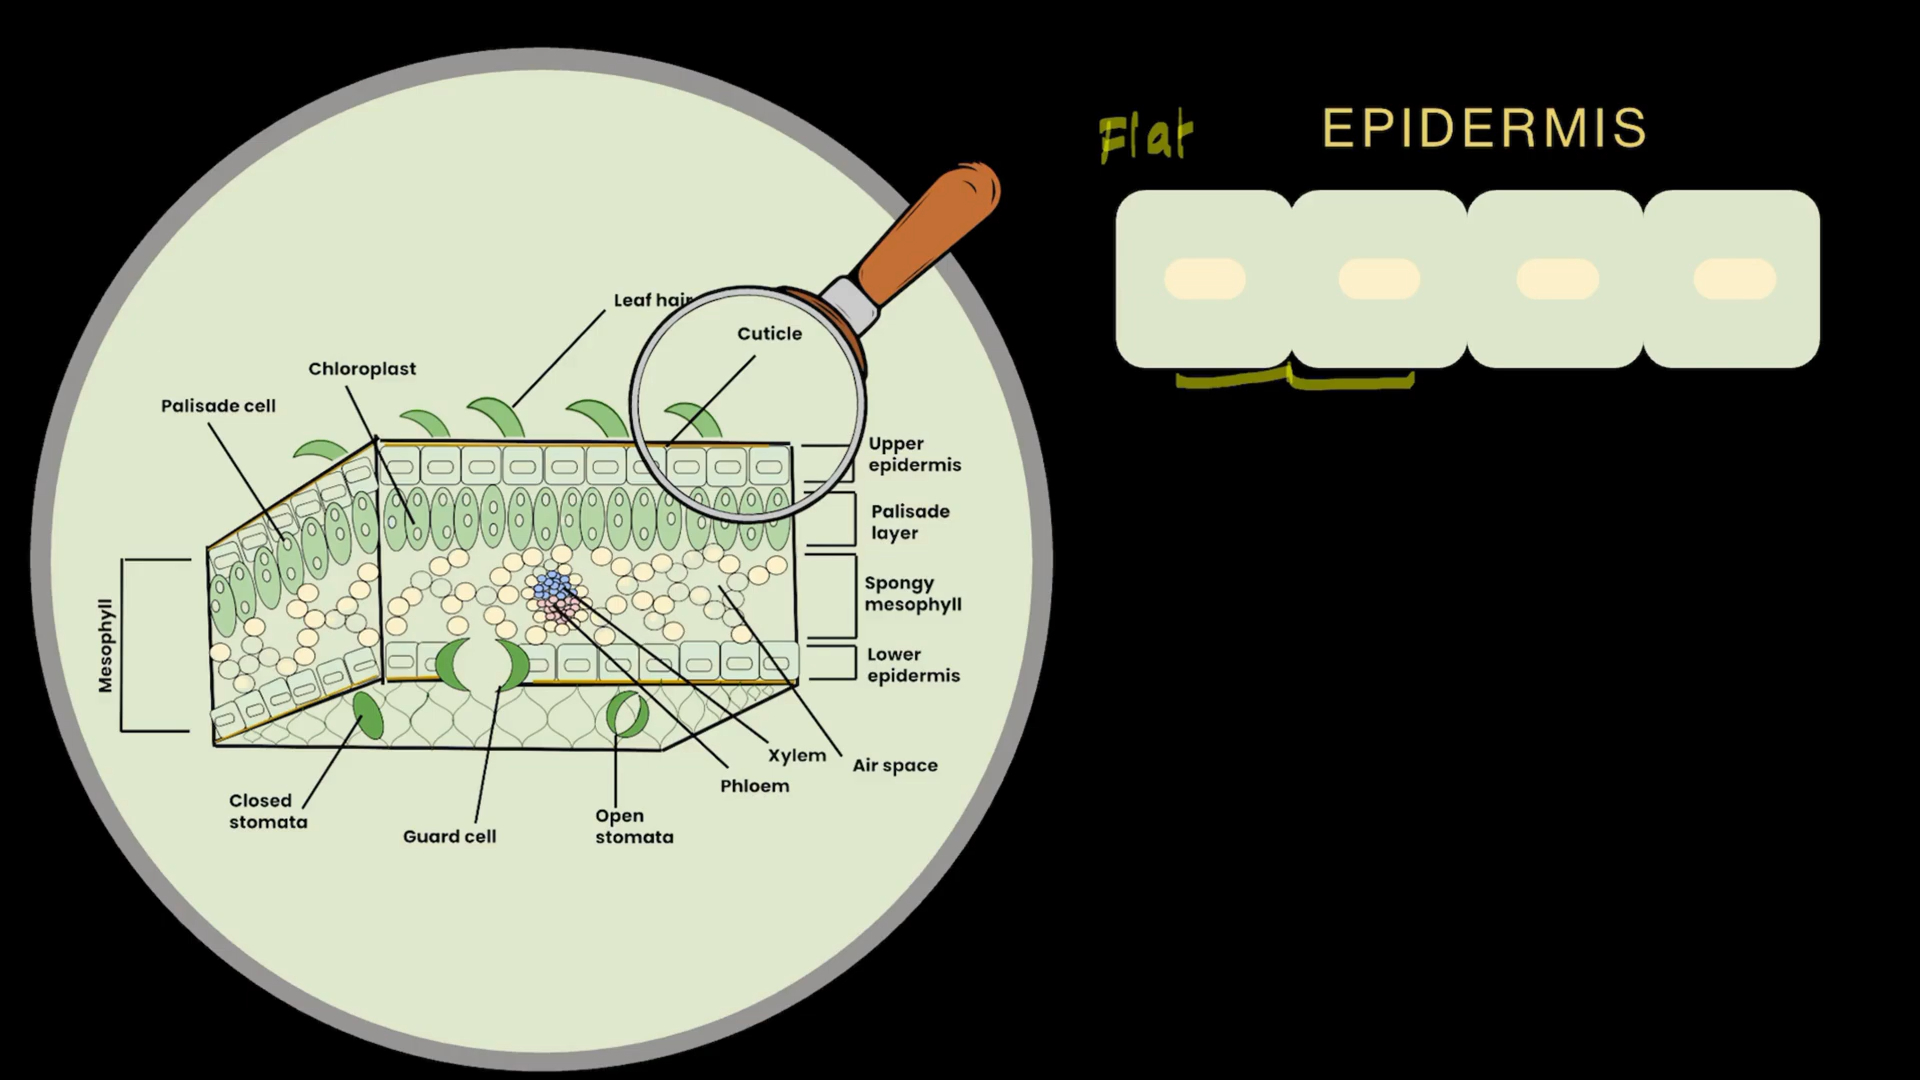 Flat
EPIDERMIS
Leaf hair
Cuticle
Chloroplast
Palisade cell
Upper
epidermis
Palisade
layer
Spongy
mesophyll
Mesophyll
Lower
epidermis
Xylem
Air space
Phloem
Closed
stomata
Guard cell
Open
stomata